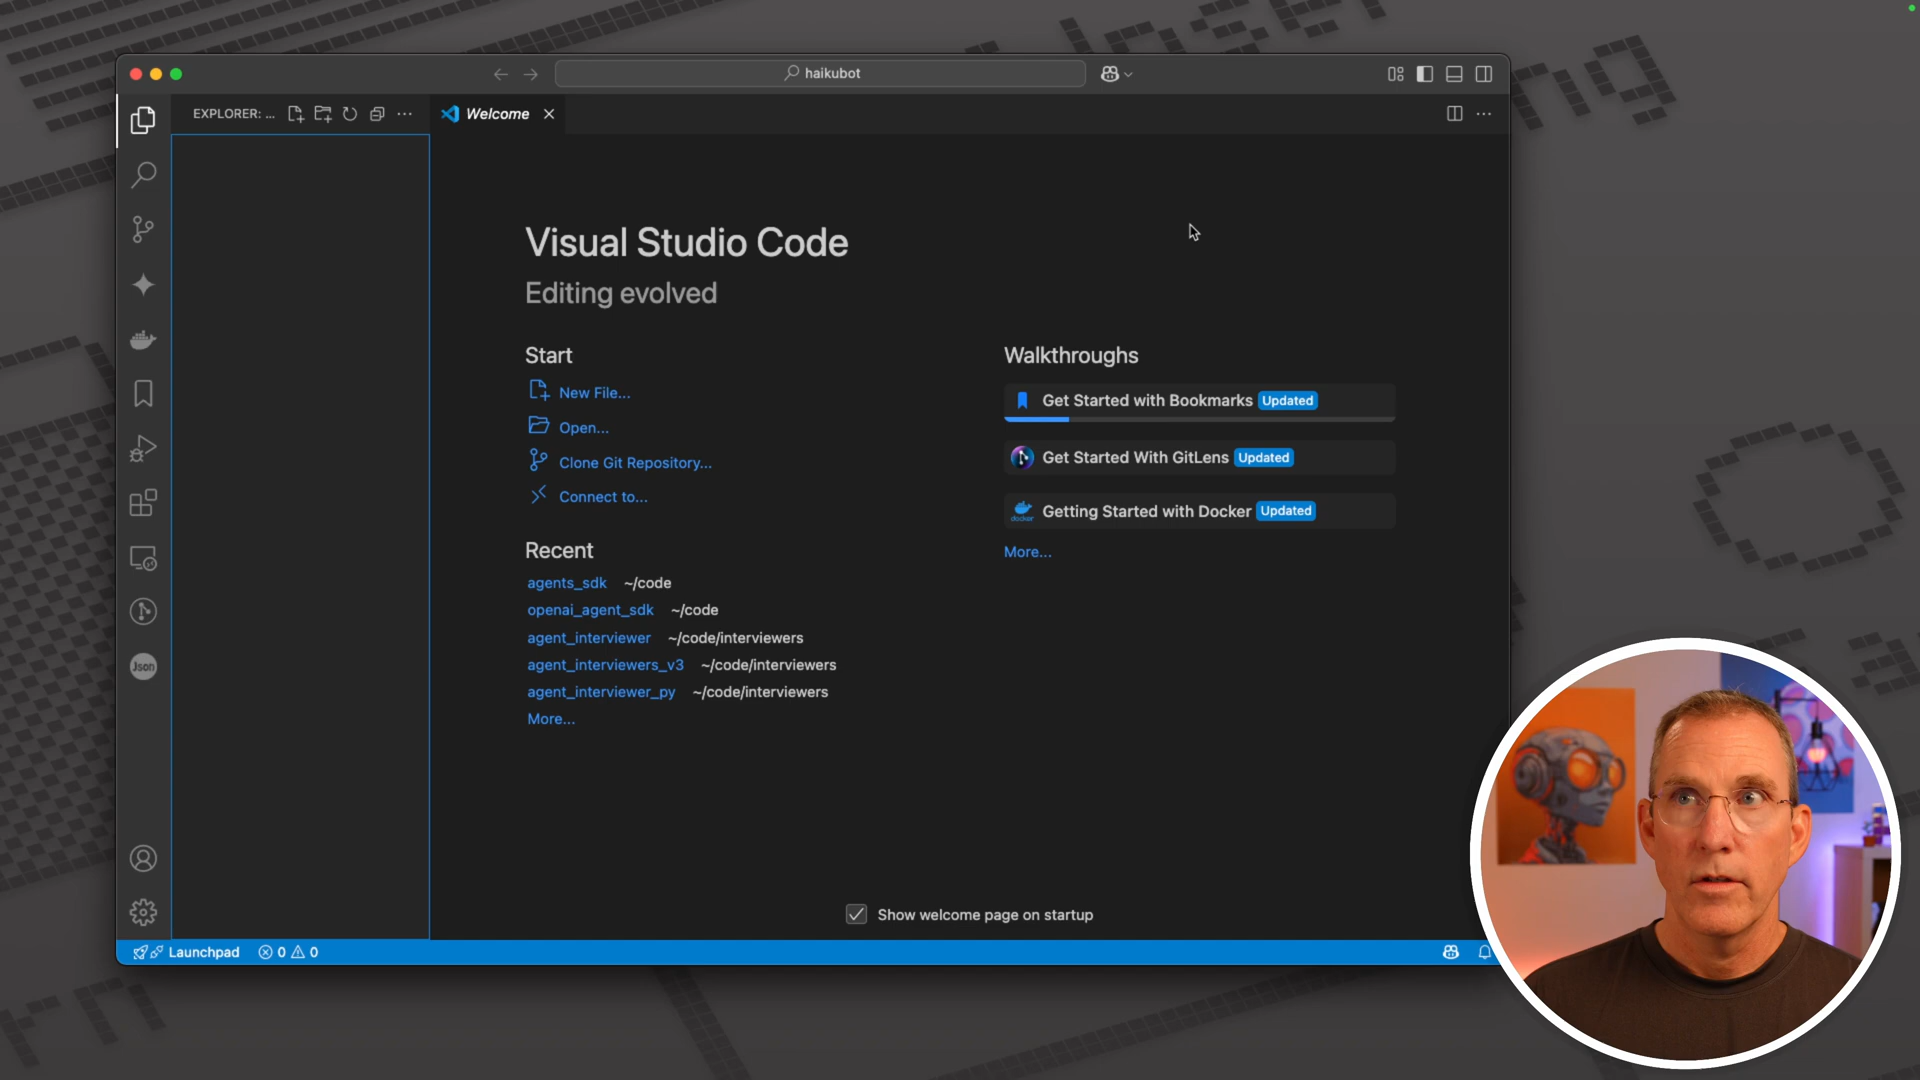 haikubot
EXPLORER: ...
Welcome
Visual Studio Code
Editing evolved
Start
New File...
Open...
Clone Git Repository...
Connect to...
Recent
agents_sdk ~/code
openai_agent_sdk ~/code
agent_interviewer ~/code/interviewers
agent_interviewers_v3 ~/code/interviewers
agent_interviewer_py ~/code/interviewers
More...
Walkthroughs
Get Started with Bookmarks Updated
Get Started With GitLens Updated
docker
Getting Started with Docker Updated
More...
Json
Show welcome page on startup
Launchpad 0 0